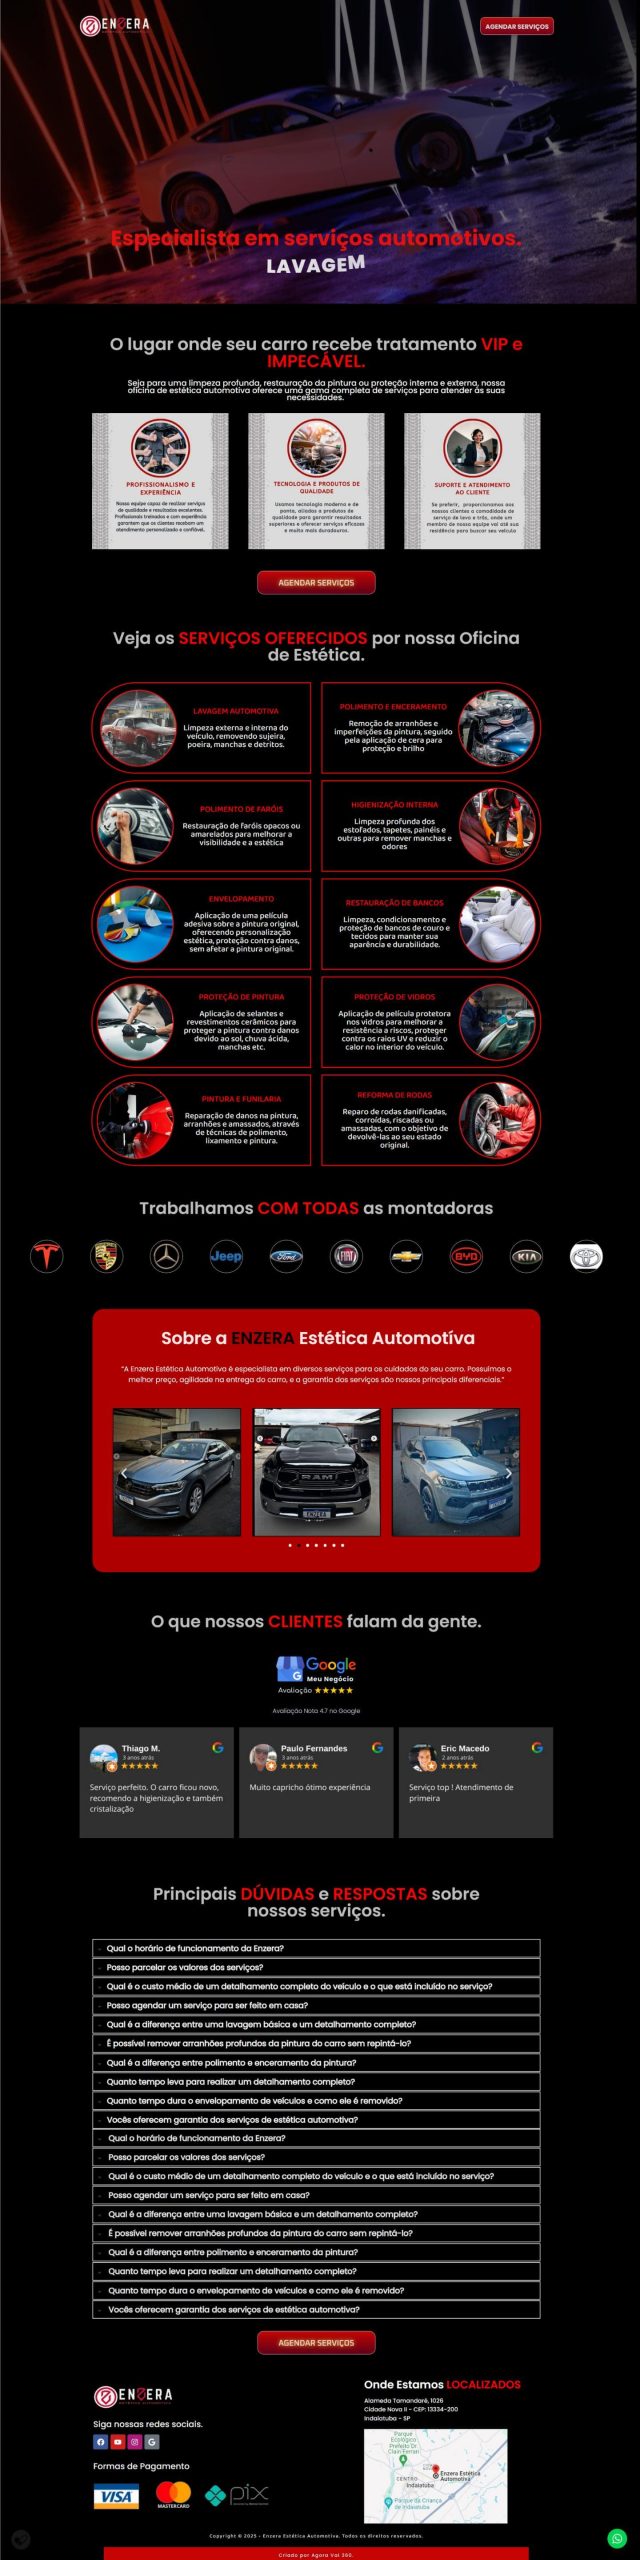 ENZERA
AGENDAR SERVIÇOS
Especialista em serviços automotivos.
LAVAGEM
O lugar onde seu carro recebe tratamento VIP e
IMPECÁVEL.
Seja para uma limpeza profunda, restauração da pintura ou proteção interna e externa, nossa
oficina de estética automotiva oferece uma gama completa de serviços para atender às suas
necessidades.
PROFISSIONALISMO E
EXPERIÊNCIA
Nossa equipe capaz de realizar serviços
de qualidade e resultados excelentes.
Profissionais treinados e com experiência
garantem que os clientes recebam um
atendimento personalizado e confiável.
TECNOLOGIA E PRODUTOS DE
QUALIDADE
Usamos tecnologia moderna e de
ponta, aliados a produtos de
qualidade para garantir resultados
superiores e oferecer serviços eficazes
e muito mais duradouros.
SUPORTE E ATENDIMENTO
AO CLIENTE
Se preferir, proporcionamos aos
nossos clientes a comodidade de
serviço de leva e trás, onde um
membro de nossa equipe vai até sua
residência para buscar seu veículo
AGENDAR SERVIÇOS
Veja os SERVIÇOS OFERECIDOS por nossa Oficina
de Estética.
LAVAGEM AUTOMOTIVA
Limpeza externa e interna do
veículo, removendo sujeira,
poeira, manchas e detritos.
POLIMENTO E ENCERAMENTO
Remoção de arranhões e
imperfeições da pintura, seguido
pela aplicação de cera para
proteção e brilho
POLIMENTO DE FARÓIS
Restauração de faróis opacos ou
amarelados para melhorar a
visibilidade e a estética
HIGIENIZAÇÃO INTERNA
Limpeza profunda dos
estofados, tapetes, painéis e
outras para remover manchas e
odores
ENVELOPAMENTO
Aplicação de uma película
adesiva sobre a pintura original,
oferecendo personalização
estética, proteção contra danos,
sem afetar a pintura original.
RESTAURAÇÃO DE BANCOS
Limpeza, condicionamento e
proteção de bancos de couro e
tecidos para manter sua
aparência e durabilidade.
PROTEÇÃO DE PINTURA
Aplicação de selantes e
revestimentos cerâmicos para
proteger a pintura contra danos
devido ao sol, chuva ácida,
manchas etc.
PROTEÇÃO DE VIDROS
Aplicação de película protetora
nos vidros para melhorar a
resistência a riscos, proteger
contra os raios UV e reduzir o
calor no interior do veículo.
PINTURA E FUNILARIA
Reparação de danos na pintura,
arranhões e amassados, através
de técnicas de polimento,
lixamento e pintura.
REFORMA DE RODAS
Reparo de rodas danificadas,
corroídas, riscadas ou
amassadas, com o objetivo de
devolvê-las ao seu estado
original.
Trabalhamos COM TODAS as montadoras
Jeep
Ford
FIAT
BYD
KIA
Sobre a ENZERA Estética Automotíva
"A Enzera Estética Automotiva é especialista em diversos serviços para os cuidados do seu carro. Possuímos o
melhor preço, agilidade na entrega do carro, e a garantia dos serviços são nossos principais diferenciais."
RAM
ENZERA
O que nossos CLIENTES falam da gente.
Google
Meu Negócio
Avaliação ★★★★★
Avaliação Nota 4.7 no Google
Thiago M.
3 anos atrás
Serviço perfeito. O carro ficou novo,
recomendo a higienização e também
cristalização
Paulo Fernandes
3 anos atrás
Muito capricho ótimo experiência
Eric Macedo
2 anos atrás
Serviço top ! Atendimento de
primeira
Principais DÚVIDAS e RESPOSTAS sobre
nossos serviços.
Qual o horário de funcionamento da Enzera?
Posso parcelar os valores dos serviços?
Qual é o custo médio de um detalhamento completo do veículo e o que está incluído no serviço?
Posso agendar um serviço para ser feito em casa?
Qual é a diferença entre uma lavagem básica e um detalhamento completo?
É possível remover arranhões profundos da pintura do carro sem repintá-lo?
Qual é a diferença entre polimento e enceramento da pintura?
Quanto tempo leva para realizar um detalhamento completo?
Quanto tempo dura o envelopamento de veículos e como ele é removido?
Vocês oferecem garantia dos serviços de estética automotiva?
Qual o horário de funcionamento da Enzera?
Posso parcelar os valores dos serviços?
Qual é o custo médio de um detalhamento completo do veículo e o que está incluído no serviço?
Posso agendar um serviço para ser feito em casa?
Qual é a diferença entre uma lavagem básica e um detalhamento completo?
É possível remover arranhões profundos da pintura do carro sem repintá-lo?
Qual é a diferença entre polimento e enceramento da pintura?
Quanto tempo leva para realizar um detalhamento completo?
Quanto tempo dura o envelopamento de veículos e como ele é removido?
Vocês oferecem garantia dos serviços de estética automotiva?
AGENDAR SERVIÇOS
ENZERA
Siga nossas redes sociais.
Formas de Pagamento
VISA
MASTERCARD
pix
Onde Estamos LOCALIZADOS
Alameda Tamandaré, 1026
Cidade Nova II - CEP: 13334-200
Indaiatuba - SP
Parque
Ecológico
Prefeito Dr.
Clain Ferrari
CENTRO
Indaiatuba
Enzera Estética
Automotiva
Parque da Criança
de Indaiatuba
Copyright © 2025 - Enzera Estética Automotiva. Todos os direitos reservados.
Criado por Agora Vai 360.